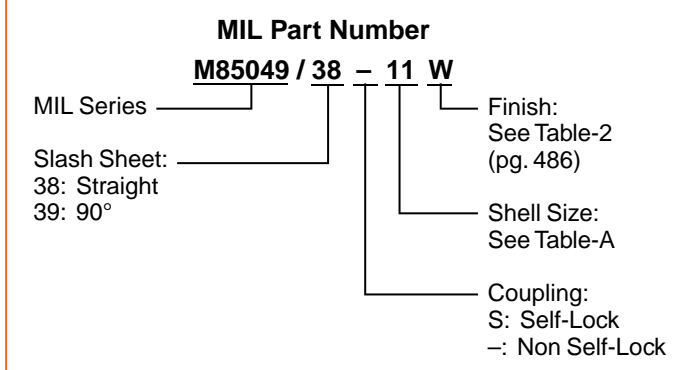 MIL Part Number
M85049 / 38 – 11 W
MIL Series
Slash Sheet:
38: Straight
39: 90°
Finish:
See Table-2
(pg. 486)
Shell Size:
See Table-A
Coupling:
S: Self-Lock
–: Non Self-Lock